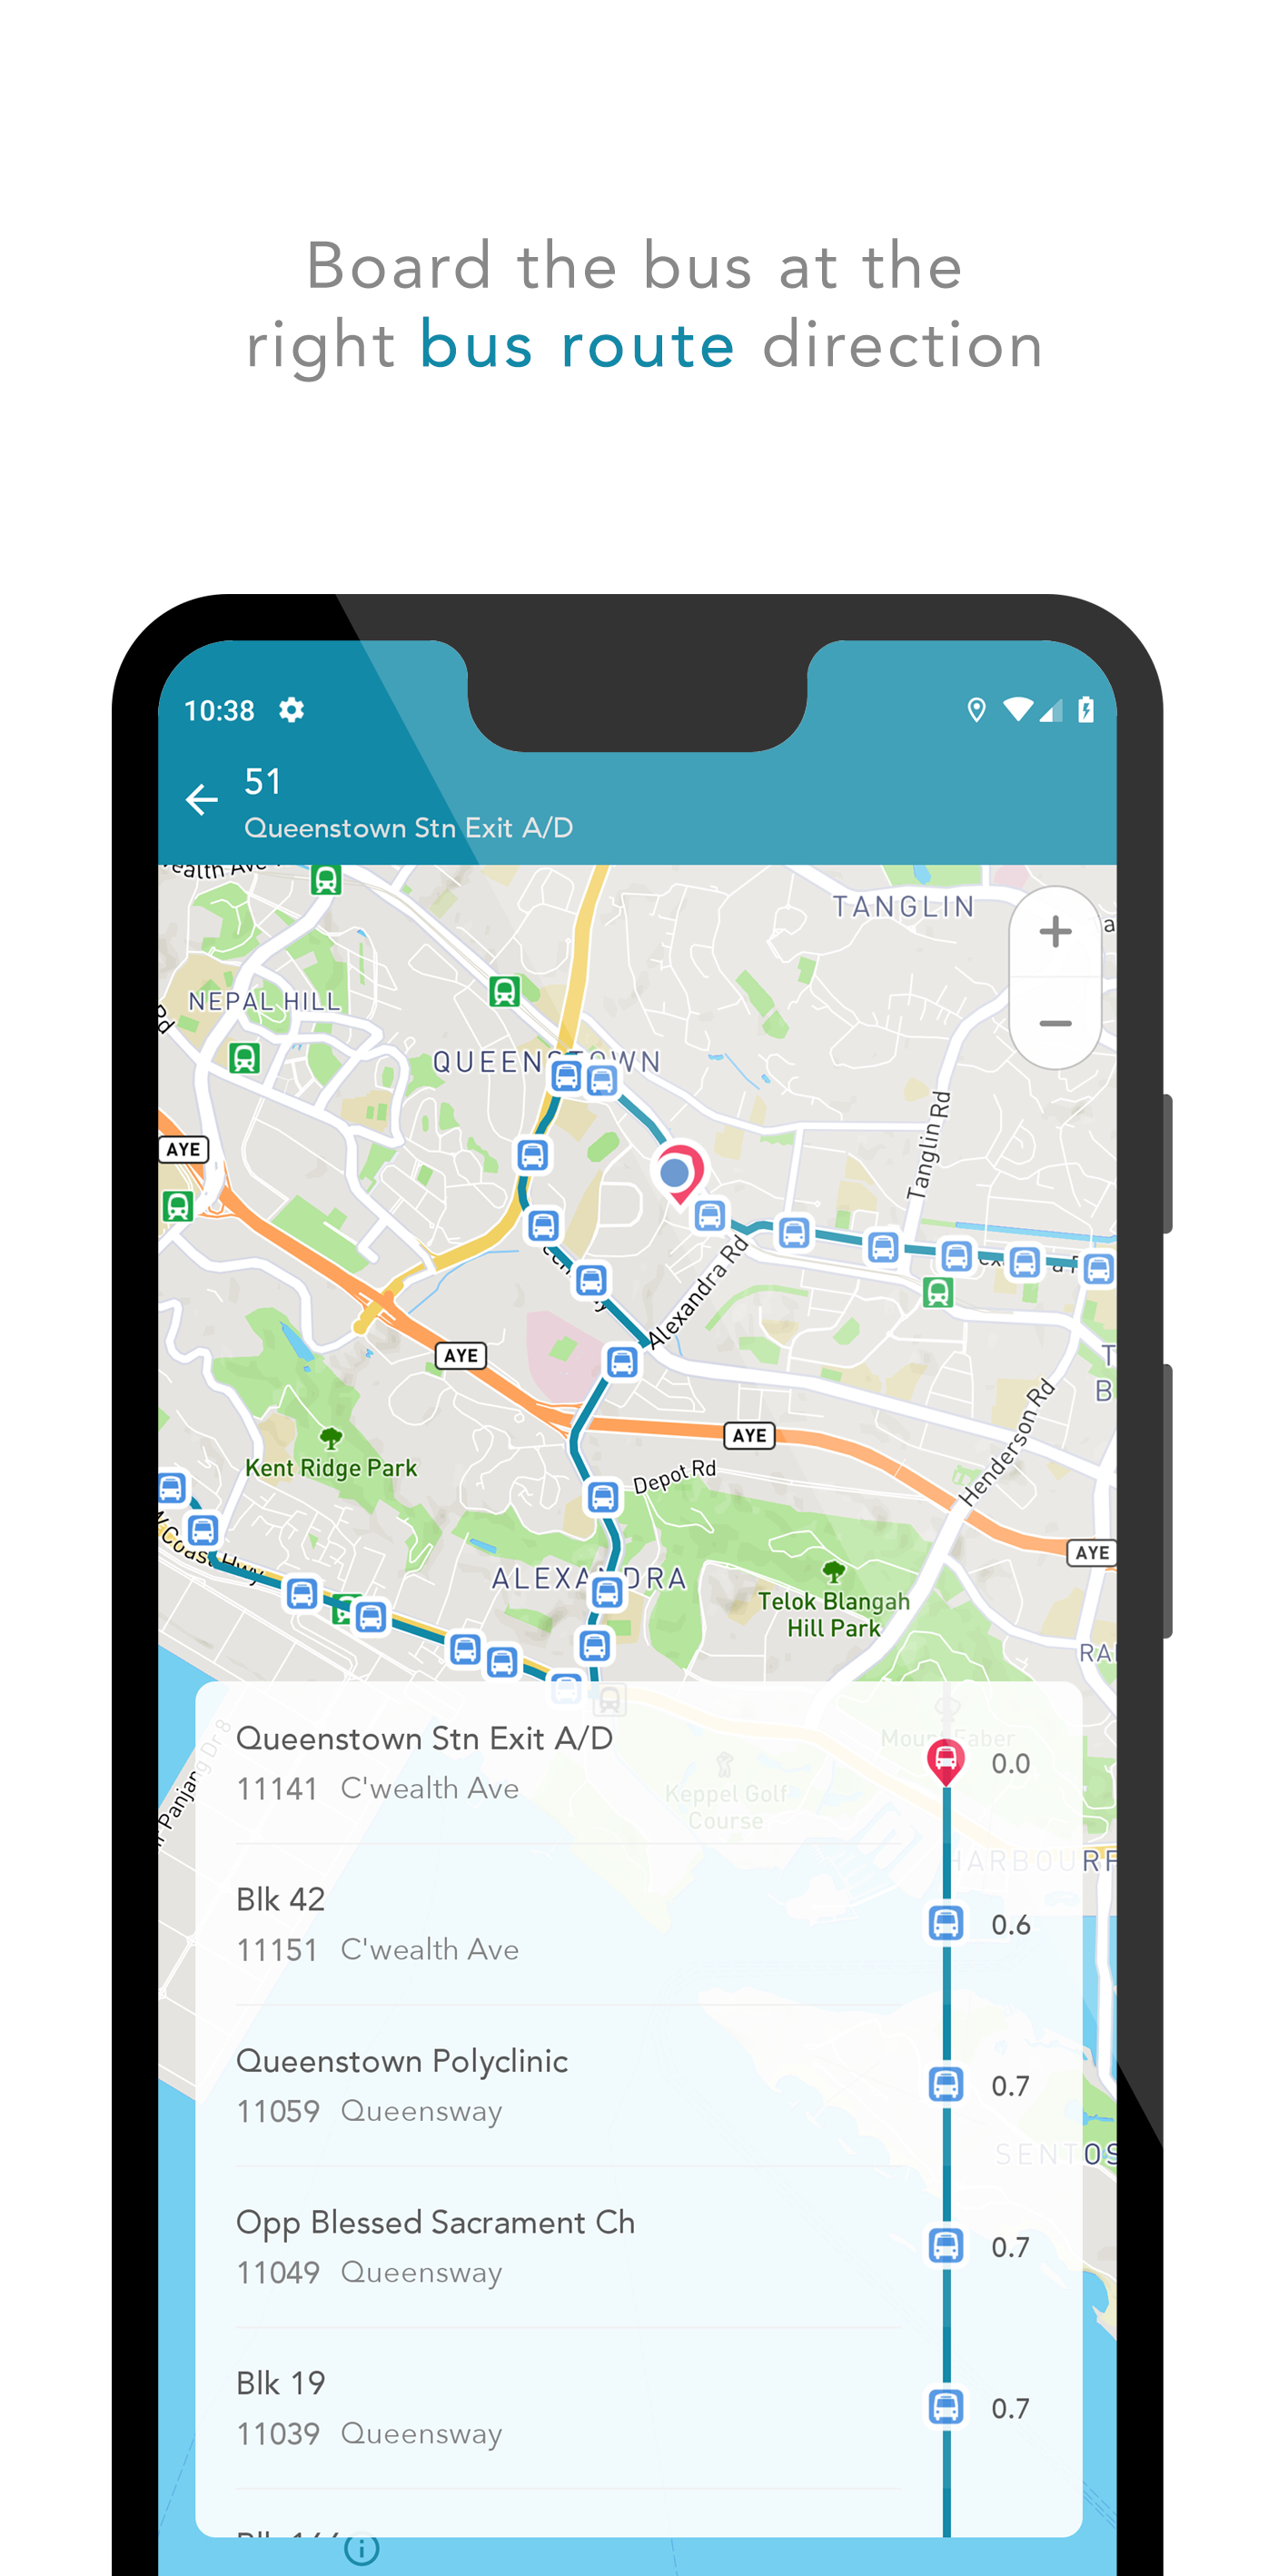 Board the bus at the
right bus route direction
10:38
51
Queenstown Stn Exit A/D
TANGLIN
NEPAL HILL
QUEENSTOWN
AYE
Tanglin Rd
Alexandra Rd
AYE
AYE
Henderson Rd
Kent Ridge Park
Depot Rd
AYE
ALEXANDRA
Telok Blangah
Hill Park
Queenstown Stn Exit A/D
11141 C'wealth Ave
0.0
Keppel Golf
Course
Blk 42
11151 C'wealth Ave
0.6
Queenstown Polyclinic
11059 Queensway
0.7
Opp Blessed Sacrament Ch
11049 Queensway
0.7
Blk 19
11039 Queensway
0.7